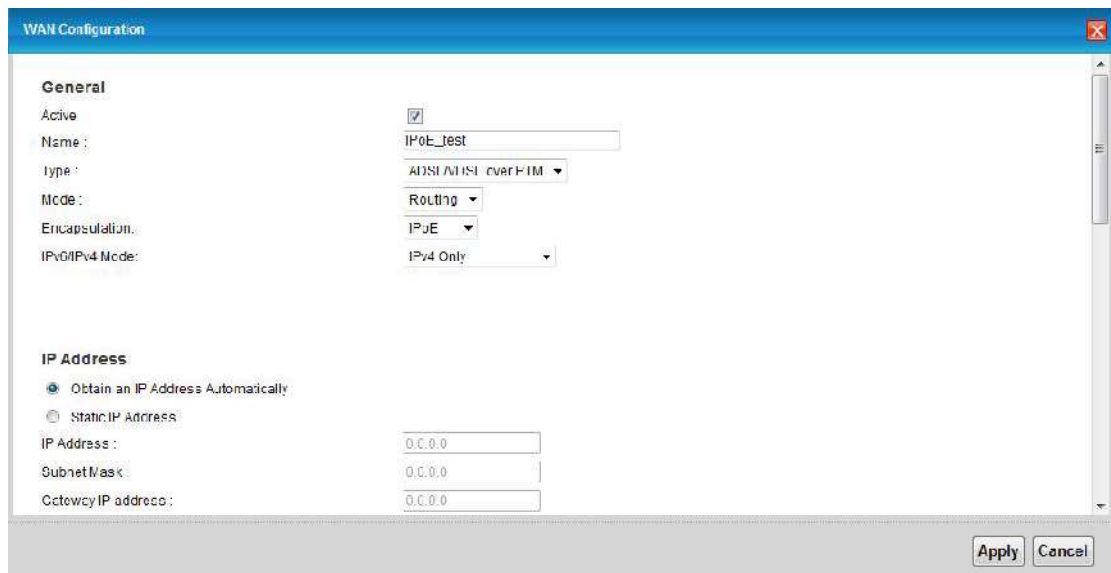 WAN Configuration
General
Active
Name :
IPoE_test
Type :
ADSL/VDSL over PTM
Mode :
Routing
Encapsulation:
IPoE
IPv6/IPv4 Mode:
IPv4 Only
IP Address
Obtain an IP Address Automatically
Static IP Address
IP Address :
0.0.0.0
Subnet Mask
0.0.0.0
Gateway IP address :
0.0.0.0
Apply
Cancel